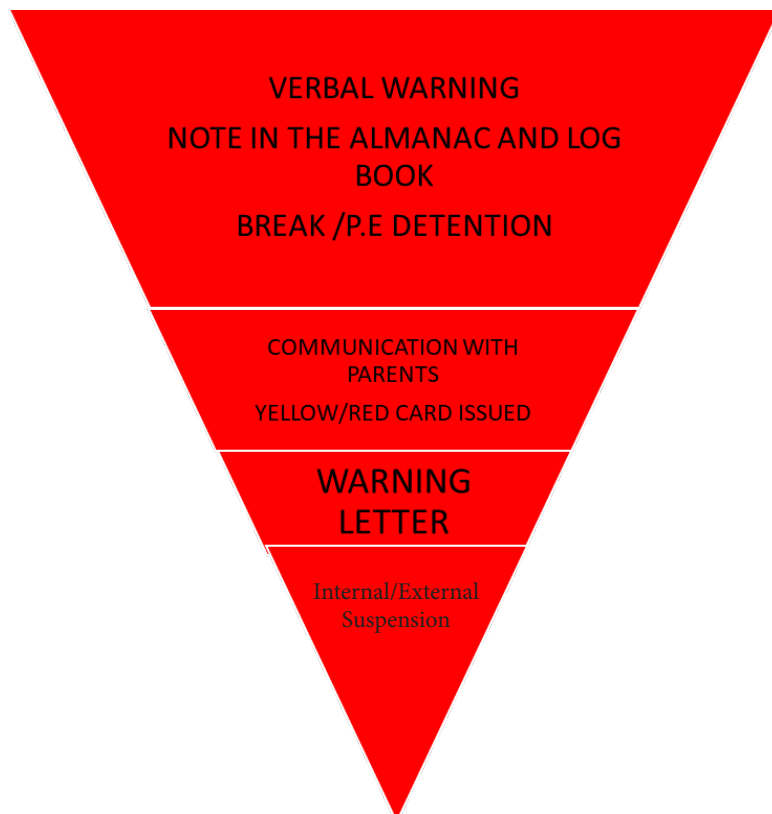 VERBAL WARNING
NOTE IN THE ALMANAC AND LOG
BOOK
BREAK /P.E DETENTION
COMMUNICATION WITH
PARENTS
YELLOW/RED CARD ISSUED
WARNING
LETTER
Internal/External
Suspension